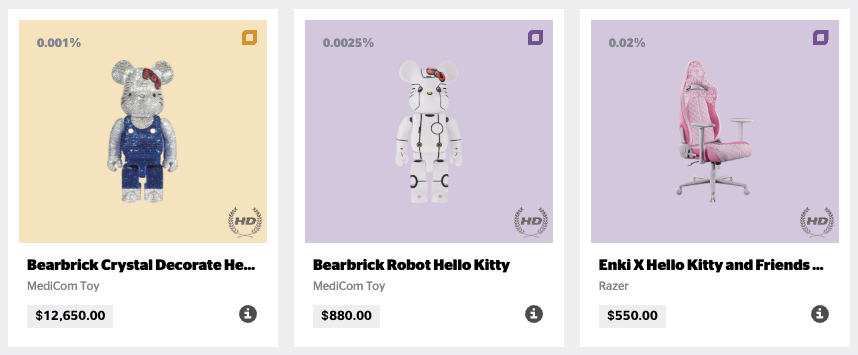 0.001%
HD
Bearbrick Crystal Decorate He...
MediCom Toy
$12,650.00
0.0025%
HD
Bearbrick Robot Hello Kitty
MediCom Toy
$880.00
0.02%
HD
Enki X Hello Kitty and Friends ...
Razer
$550.00